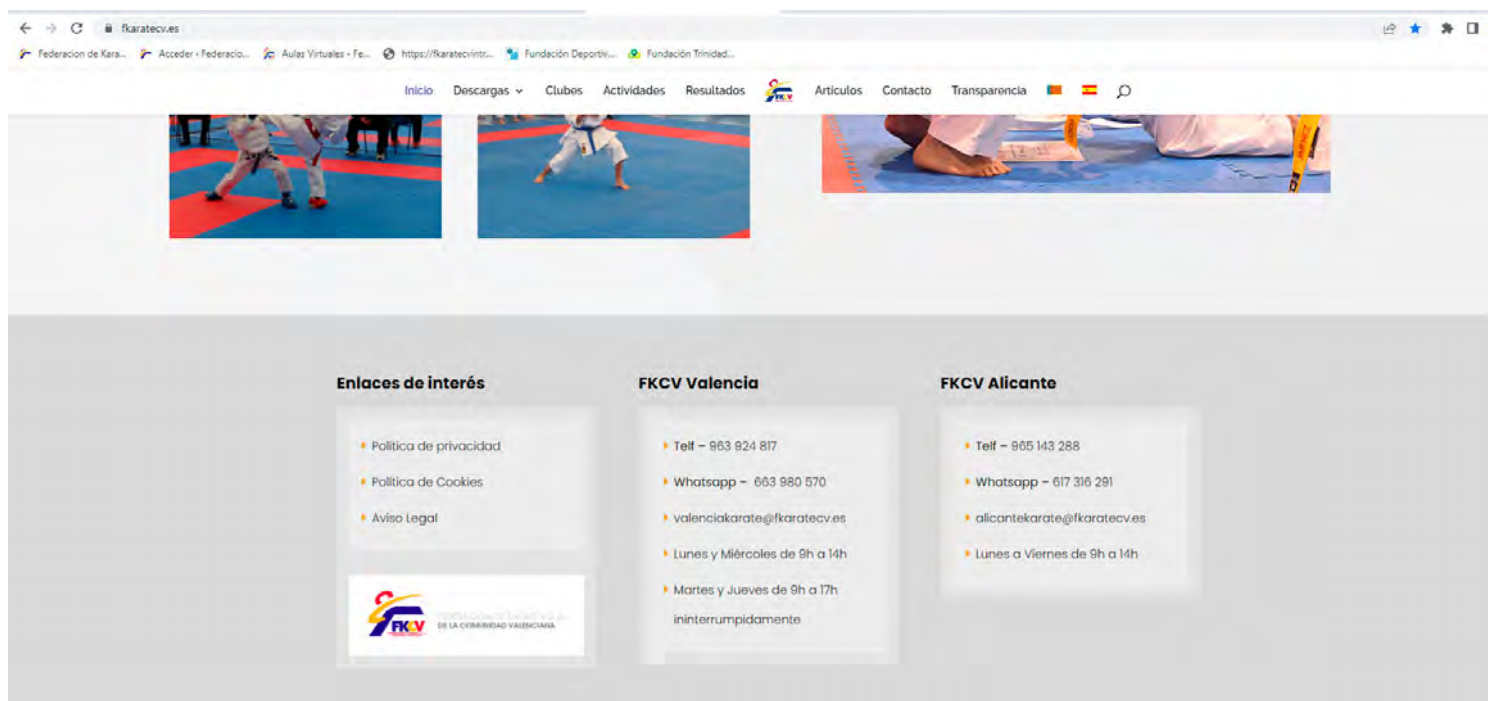 fkaratecv.es
Federacion de Kara... Acceder ‹ Federacio... Aulas Virtuales - Fe... https://fkaratecvintr... Fundación Deportiv... Fundación Trinidad...
Inicio Descargas Clubes Actividades Resultados FKCV Artículos Contacto Transparencia
Enlaces de interés
Política de privacidad
Política de Cookies
Aviso Legal
FKCV
DE LA COMUNIDAD VALENCIANA
FKCV Valencia
Telf – 963 924 817
Whatsapp – 663 980 570
valenciakarate@fkaratecv.es
Lunes y Miércoles de 9h a 14h
Martes y Jueves de 9h a 17h
ininterrumpidamente
FKCV Alicante
Telf – 965 143 288
Whatsapp – 617 316 291
alicantekarate@fkaratecv.es
Lunes a Viernes de 9h a 14h